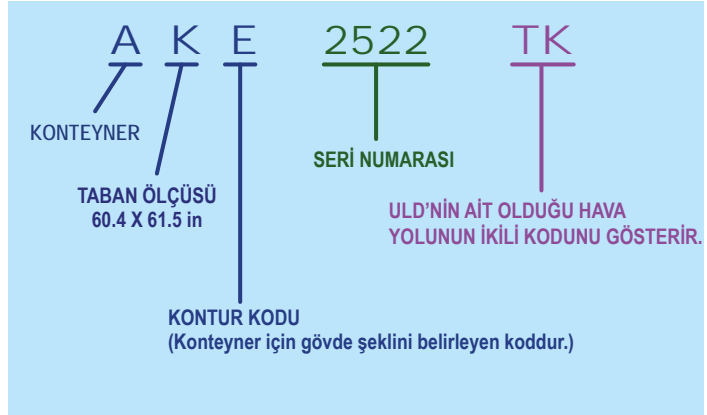 A K E 2522 TK
KONTEYNER
SERİ NUMARASI
TABAN ÖLÇÜSÜ
60.4 X 61.5 in
ULD’NİN AİT OLDUĞU HAVA
YOLUNUN İKİLİ KODUNU GÖSTERİR.
KONTUR KODU
(Konteyner için gövde şeklini belirleyen koddur.)